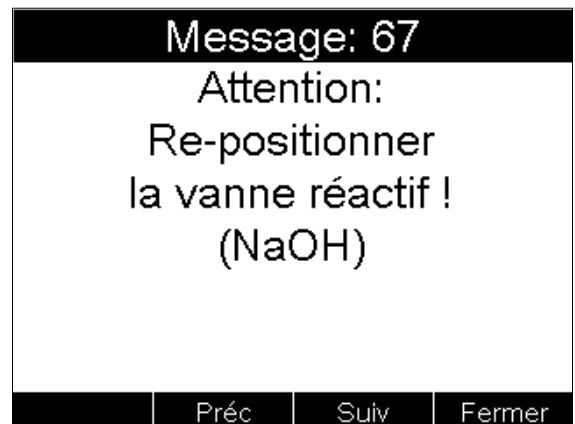 Message: 67
Attention:
Re-positionner
la vanne réactif !
(NaOH)
Préc Suiv Fermer